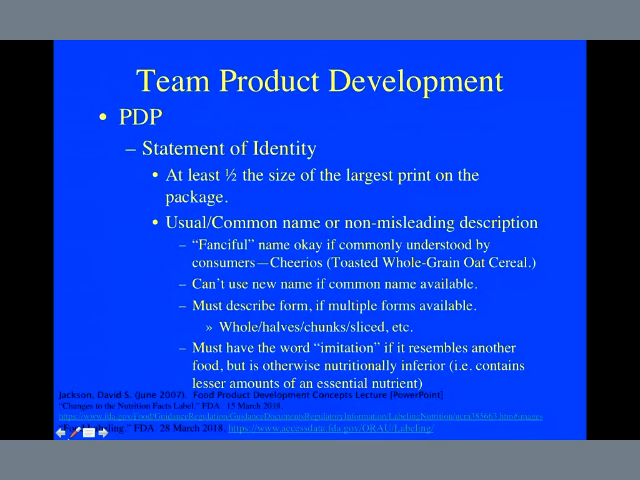 Team Product Development
• PDP
– Statement of Identity
• At least ½ the size of the largest print on the
package.
• Usual/Common name or non-misleading description
– “Fanciful” name okay if commonly understood by
consumers—Cheerios (Toasted Whole-Grain Oat Cereal.)
– Can’t use new name if common name available.
– Must describe form, if multiple forms available.
» Whole/halves/chunks/sliced, etc.
– Must have the word “imitation” if it resembles another
food, but is otherwise nutritionally inferior (i.e. contains
lesser amounts of an essential nutrient)
Jackson, David S. (June 2007). Food Product Development Concepts Lecture [PowerPoint]
“Changes to the Nutrition Facts Label.” FDA. 15 March 2018.
Labeling.” FDA. 28 March 2018. https://www.accessdata.fda.gov/ORAU/Labeling/